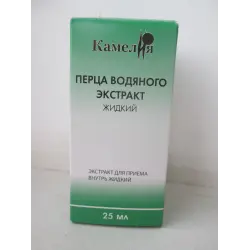 Камелия
ПЕРЦА ВОДЯНОГО
ЭКСТРАКТ
ЖИДКИЙ
ЭКСТРАКТ ДЛЯ ПРИЕМА
ВНУТРЬ ЖИДКИЙ
25 мл